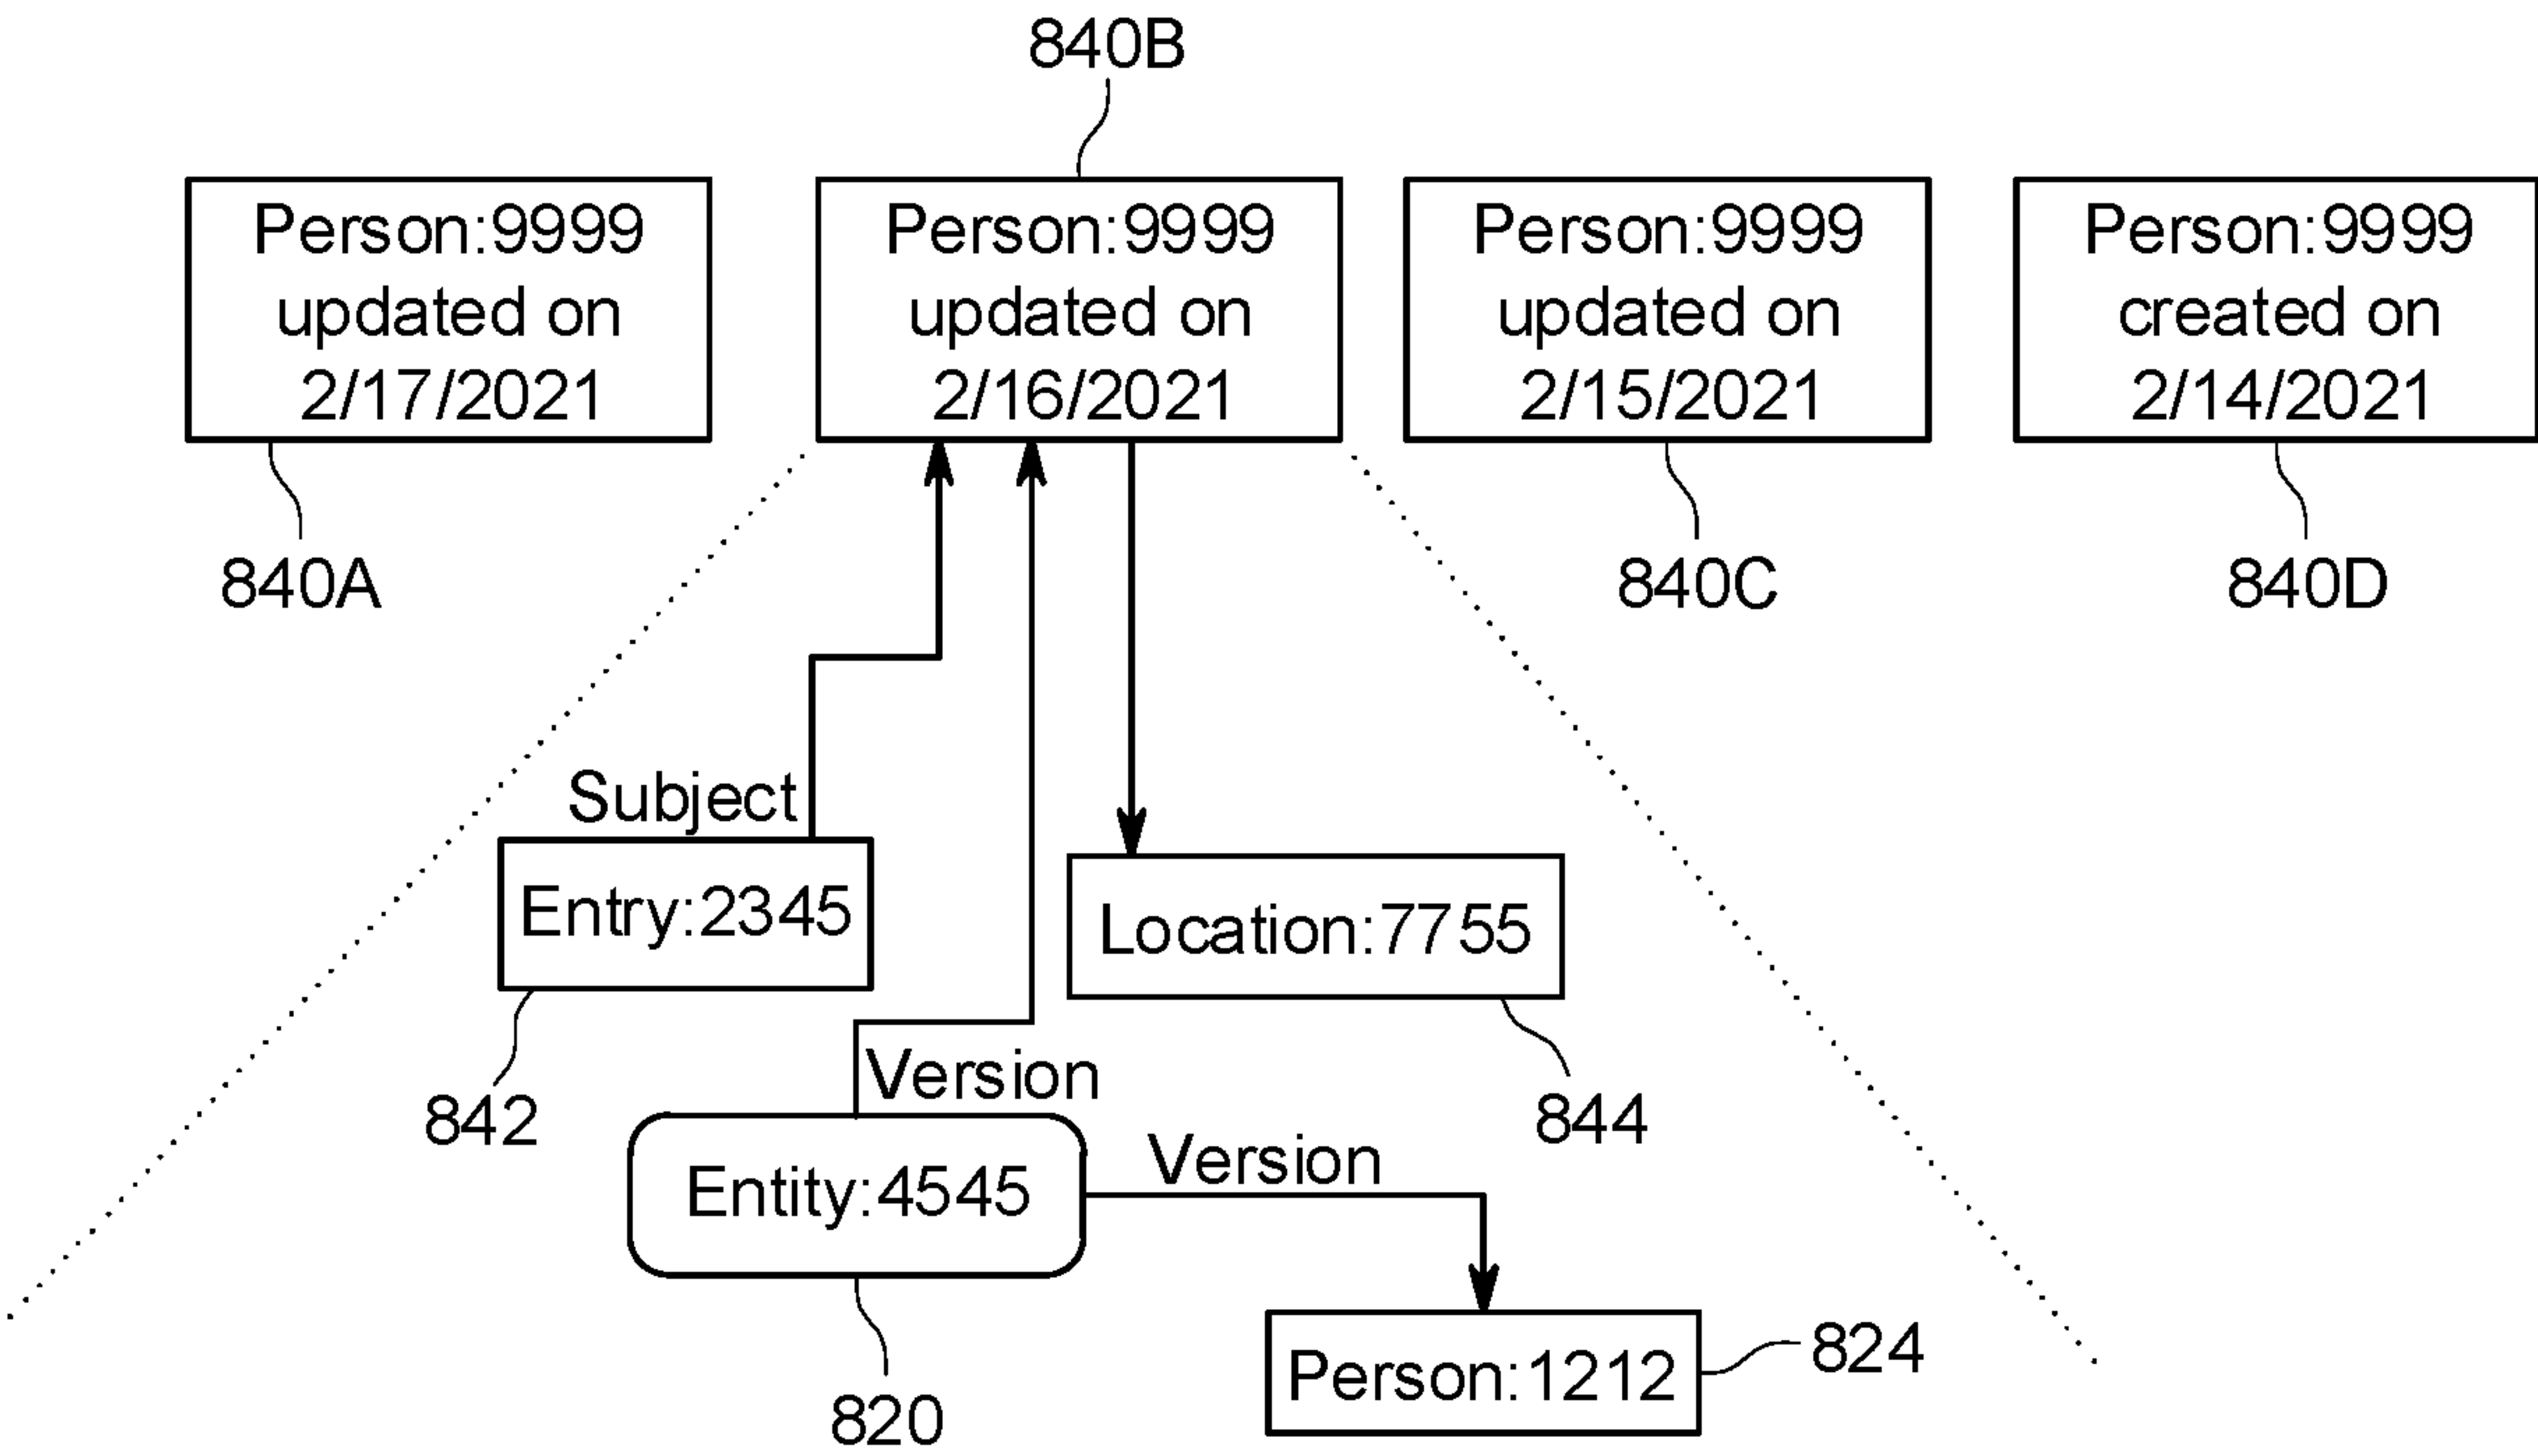 840B
Person:9999
updated on
2/17/2021
Person:9999
updated on
2/16/2021
Person:9999
updated on
2/15/2021
Person:9999
created on
2/14/2021
840A
840C
840D
Subject
Entry:2345
Location:7755
842
Version
844
Entity:4545
Version
820
Person:1212
824